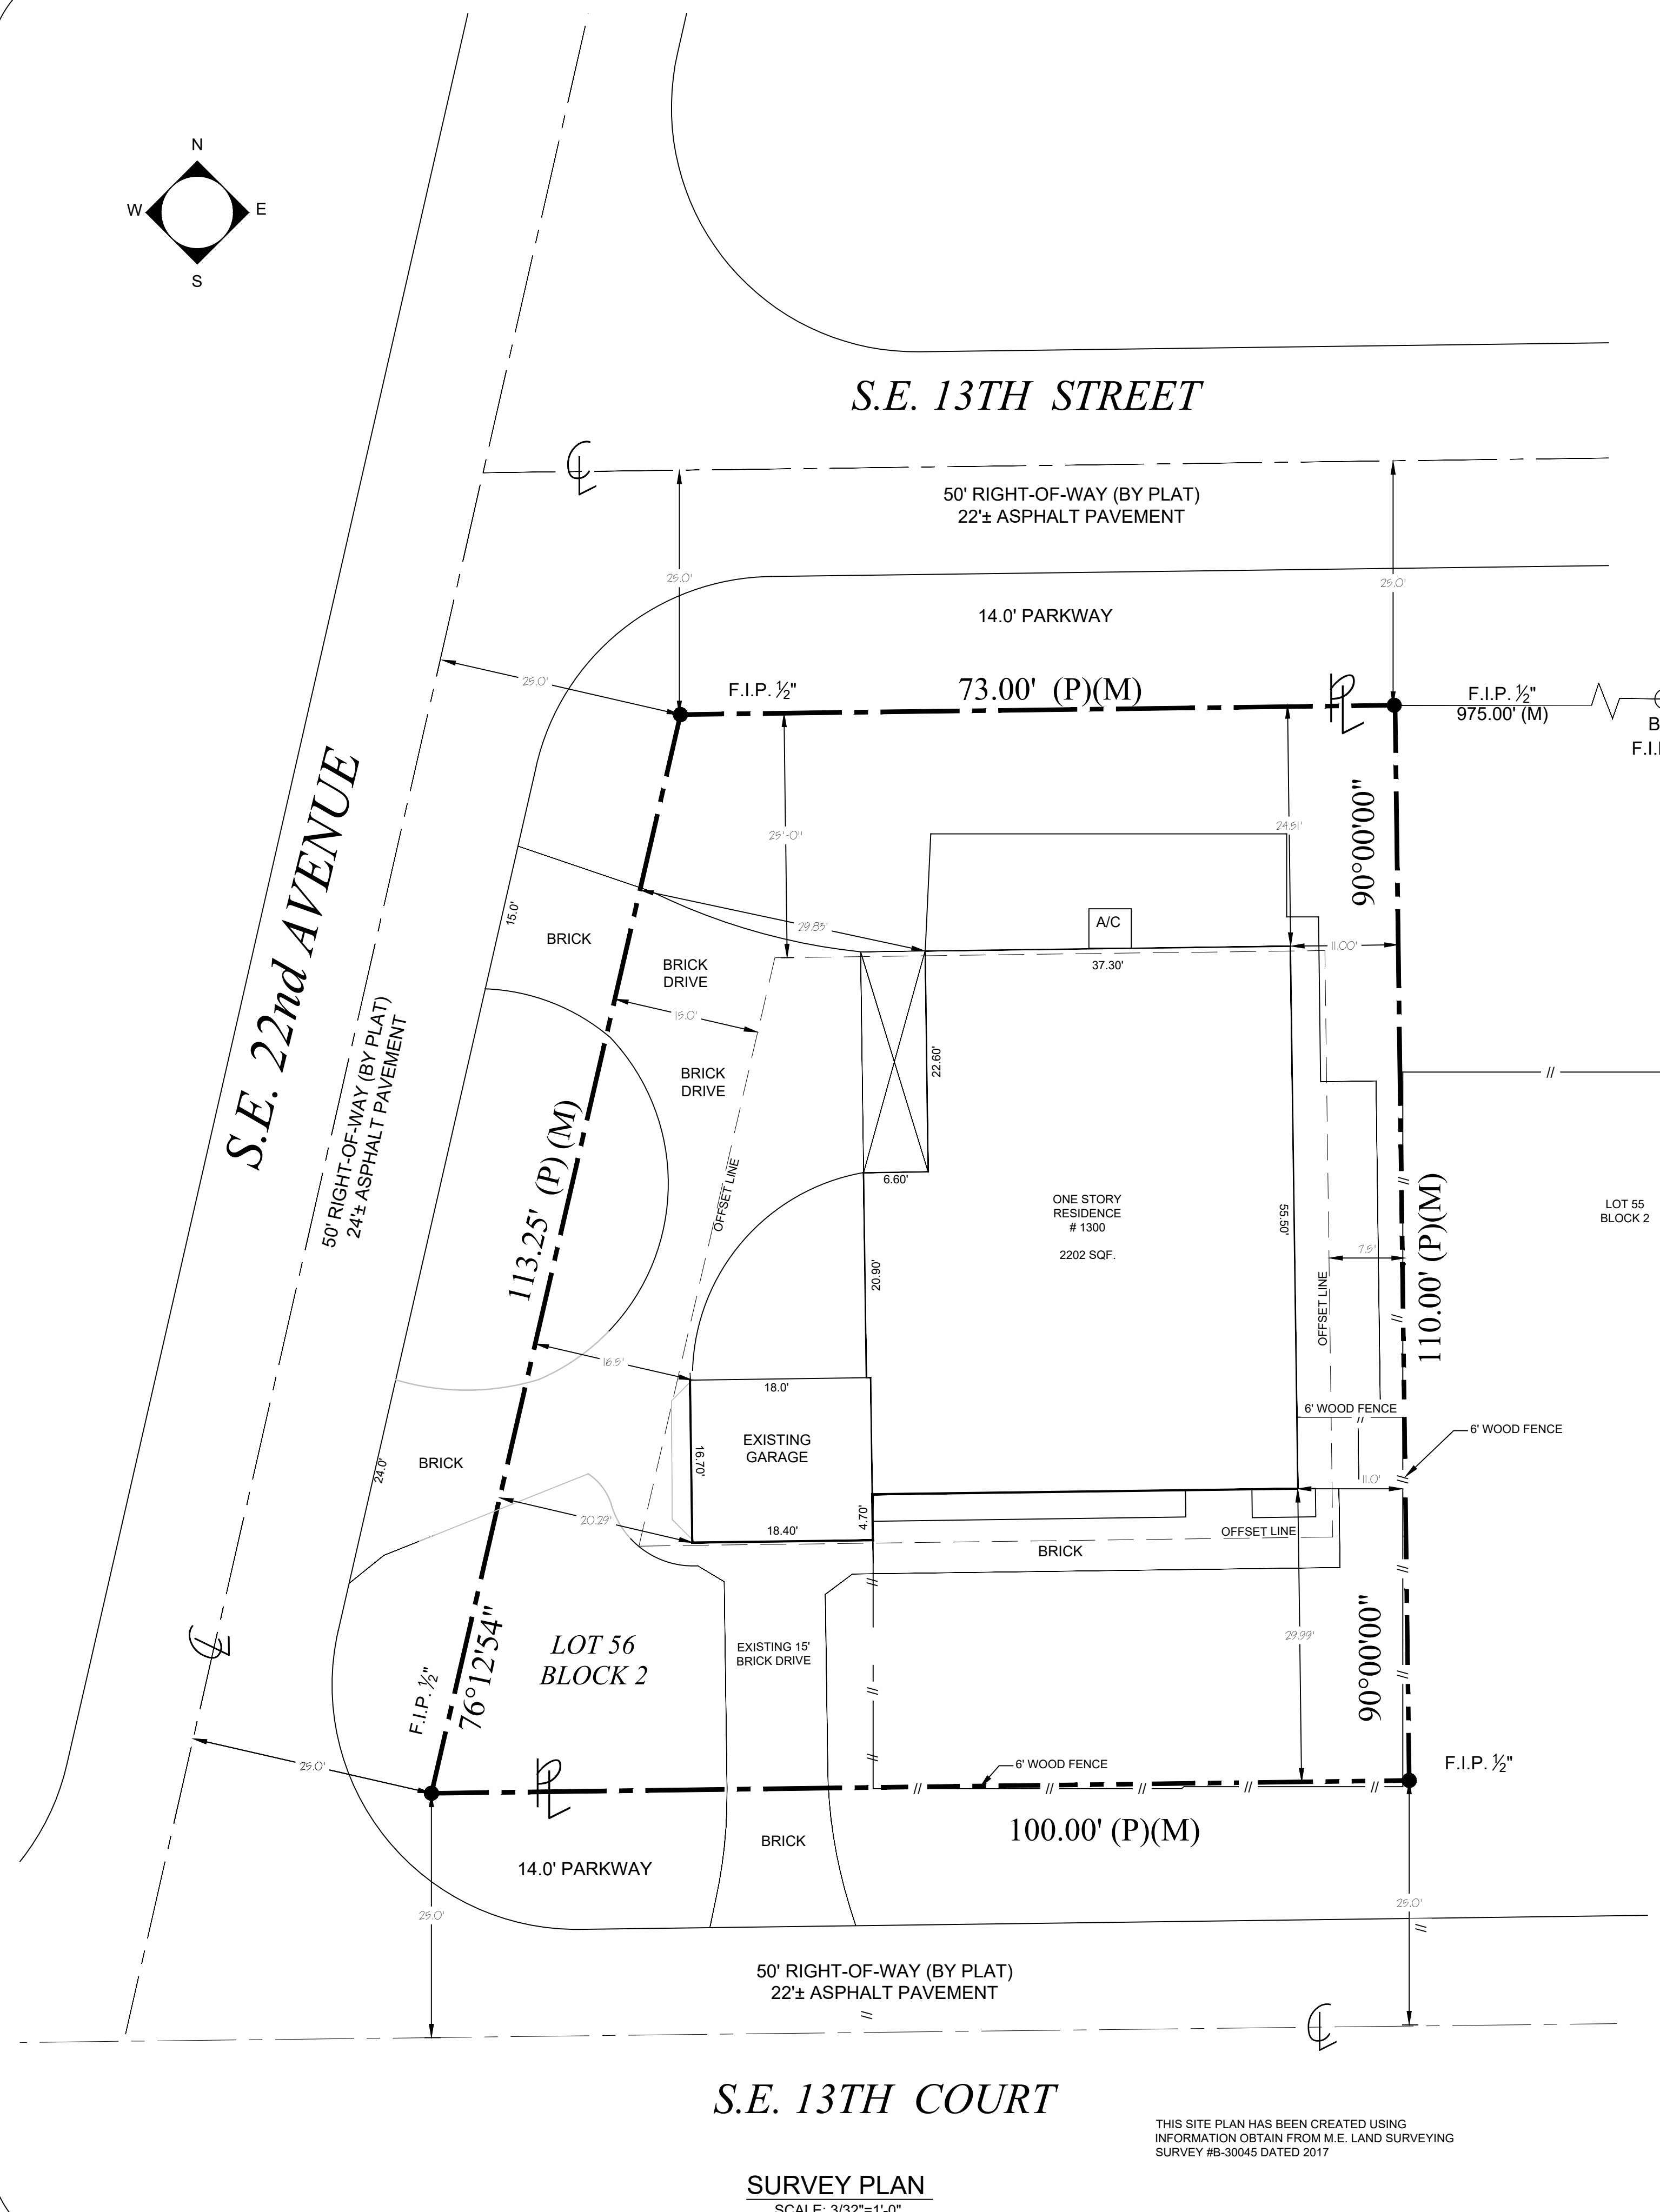 N
W
E
S
S.E. 13TH STREET
50' RIGHT-OF-WAY (BY PLAT)
22'± ASPHALT PAVEMENT
25.0'
25.0'
14.0' PARKWAY
25.0'
F.I.P. ½"
73.00' (P)(M)
F.I.P. ½"
975.00' (M)
B
F.I.
S.E. 22nd AVENUE
50' RIGHT-OF-WAY (BY PLAT)
24'± ASPHALT PAVEMENT
25'-0"
24.51'
90°00'00"
15.0'
BRICK
29.85'
A/C
11.00'
BRICK
DRIVE
37.30'
15.0'
BRICK
DRIVE
22.60'
113.25' (P)(M)
OFFSET LINE
6.60'
ONE STORY
RESIDENCE
# 1300
2202 SQF.
55.50'
110.00' (P)(M)
LOT 55
BLOCK 2
7.5'
20.90'
OFFSET LINE
16.5'
18.0'
6' WOOD FENCE
6' WOOD FENCE
EXISTING
GARAGE
16.70'
24.0'
BRICK
11.0'
20.29'
4.70'
18.40'
OFFSET LINE
BRICK
76°12'54"
F.I.P. ½"
LOT 56
BLOCK 2
EXISTING 15'
BRICK DRIVE
29.99'
90°00'00"
25.0'
6' WOOD FENCE
F.I.P. ½"
100.00' (P)(M)
BRICK
14.0' PARKWAY
25.0'
25.0'
50' RIGHT-OF-WAY (BY PLAT)
22'± ASPHALT PAVEMENT
S.E. 13TH COURT
THIS SITE PLAN HAS BEEN CREATED USING
INFORMATION OBTAIN FROM M.E. LAND SURVEYING
SURVEY #B-30045 DATED 2017
SURVEY PLAN
SCALE: 3/32"=1'-0"